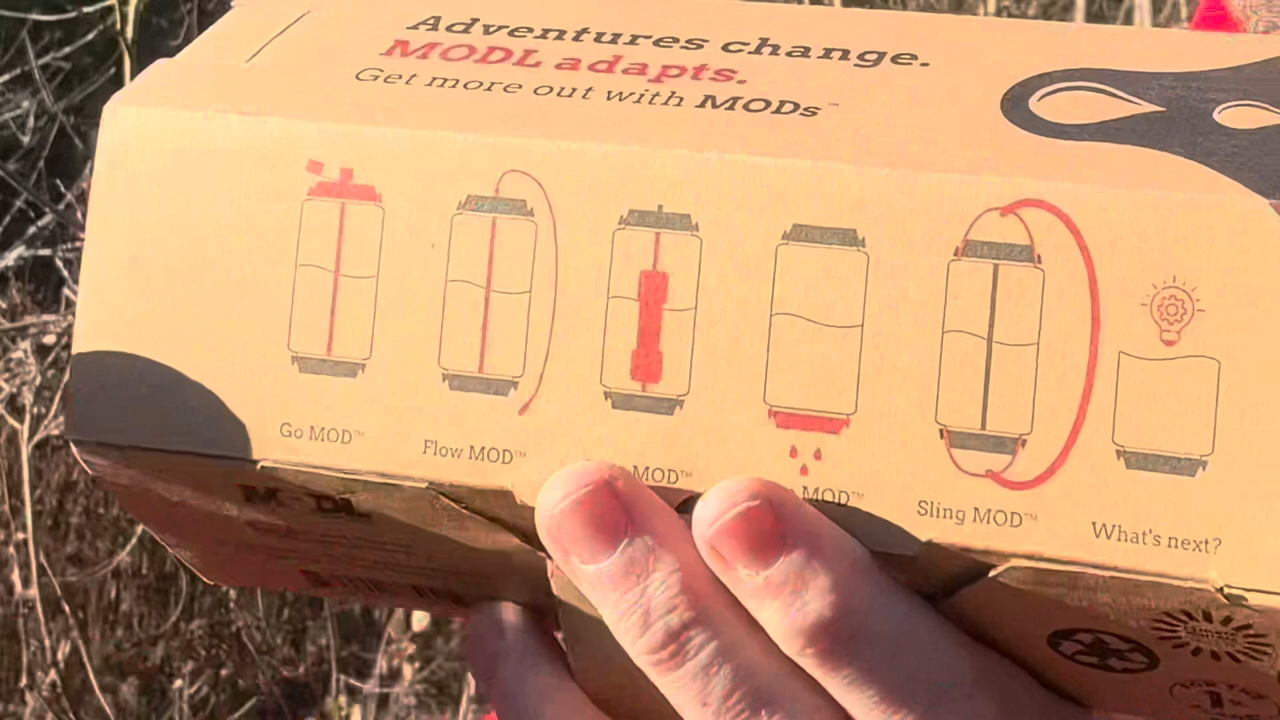 Adventures change.
MODL adapts.
Get more out with MODs™
Go MOD™
Flow MOD™
MOD™
MOD™
Sling MOD™
What's next?